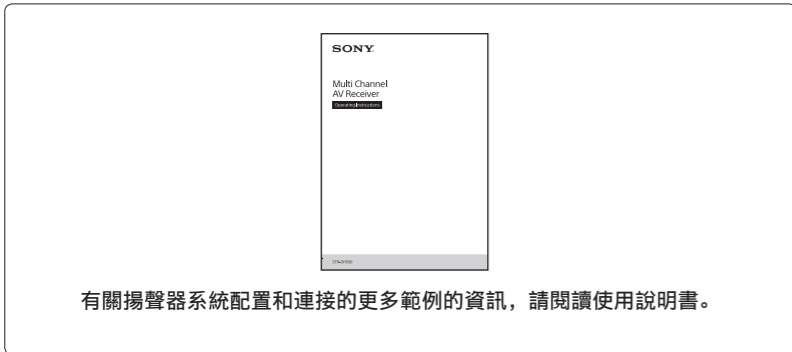 SONY
Multi Channel
AV Receiver
Operating Instructions
有關揚聲器系統配置和連接的更多範例的資訊，請閱讀使用說明書。